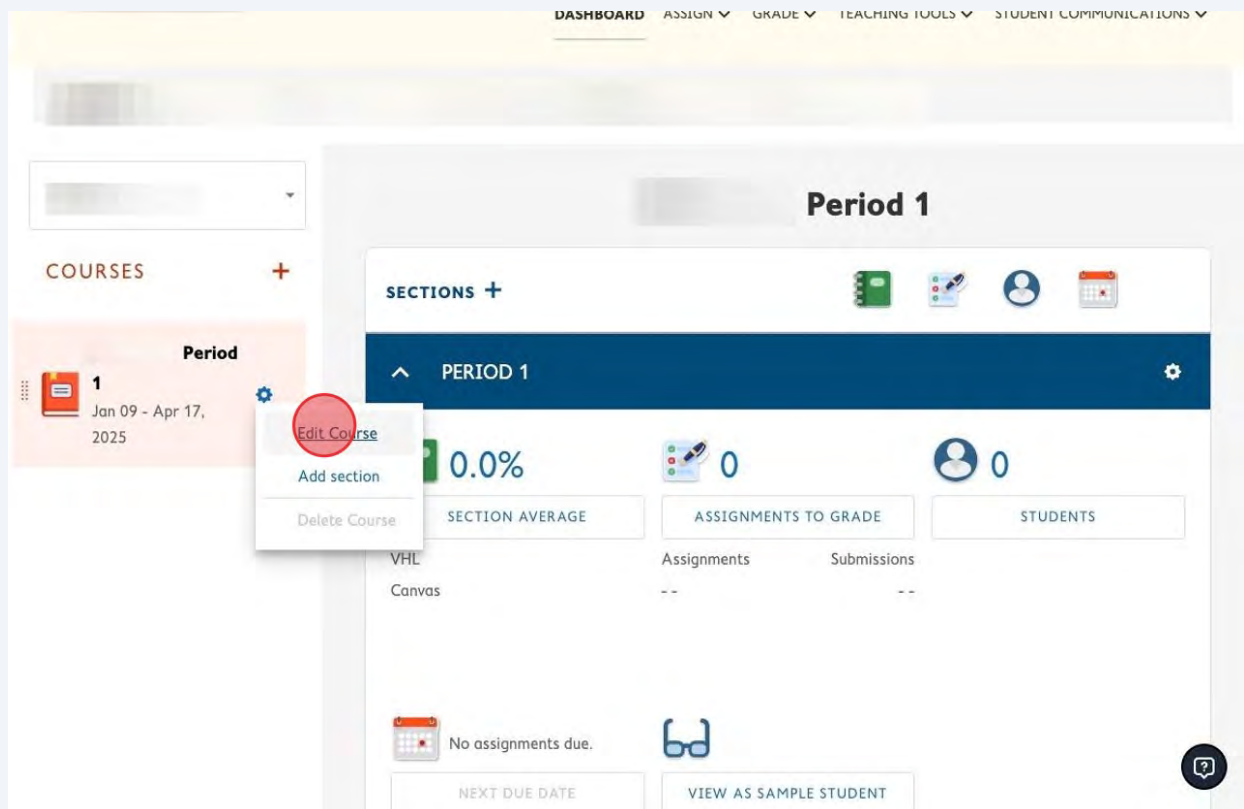 DASHBOARD ASSIGN GRADE TEACHING TOOLS STUDENT COMMUNICATIONS
Period 1
COURSES +
SECTIONS +
Period
1
Jan 09 - Apr 17,
2025
PERIOD 1
Edit Course
Add section
Delete Course
0.0%
SECTION AVERAGE
VHL
Canvas
0
ASSIGNMENTS TO GRADE
Assignments Submissions
-- --
0
STUDENTS
No assignments due.
NEXT DUE DATE
VIEW AS SAMPLE STUDENT
?